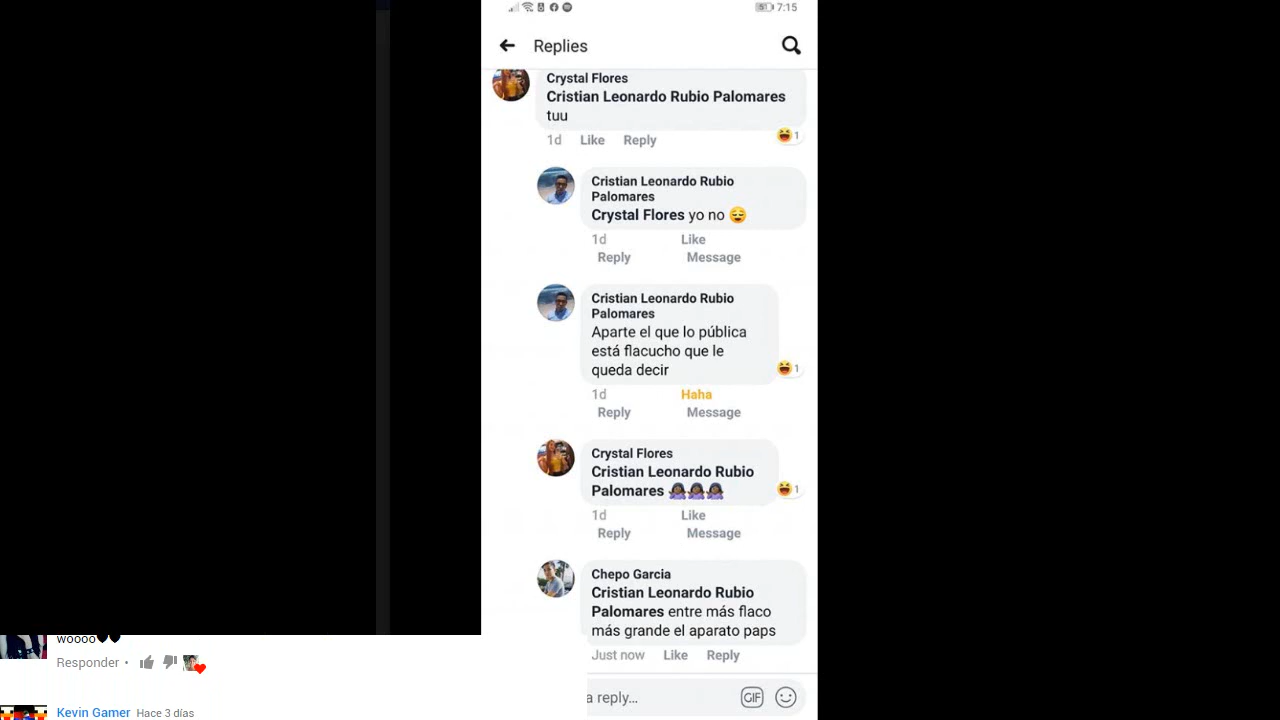 51 7:15
Replies
Crystal Flores
Cristian Leonardo Rubio Palomares
tuu
1
1d Like Reply
Cristian Leonardo Rubio
Palomares
Crystal Flores yo no 😌
1d Like
Reply Message
Cristian Leonardo Rubio
Palomares
Aparte el que lo pública
está flacucho que le
queda decir
1
1d Haha
Reply Message
Crystal Flores
Cristian Leonardo Rubio
Palomares 🙇🏾‍♀️🙇🏾‍♀️🙇🏾‍♀️
1
1d Like
Reply Message
Chepo Garcia
Cristian Leonardo Rubio
Palomares entre más flaco
más grande el aparato paps
Just now Like Reply
a reply... GIF
woooo🖤🖤
Responder •
Kevin Gamer Hace 3 días